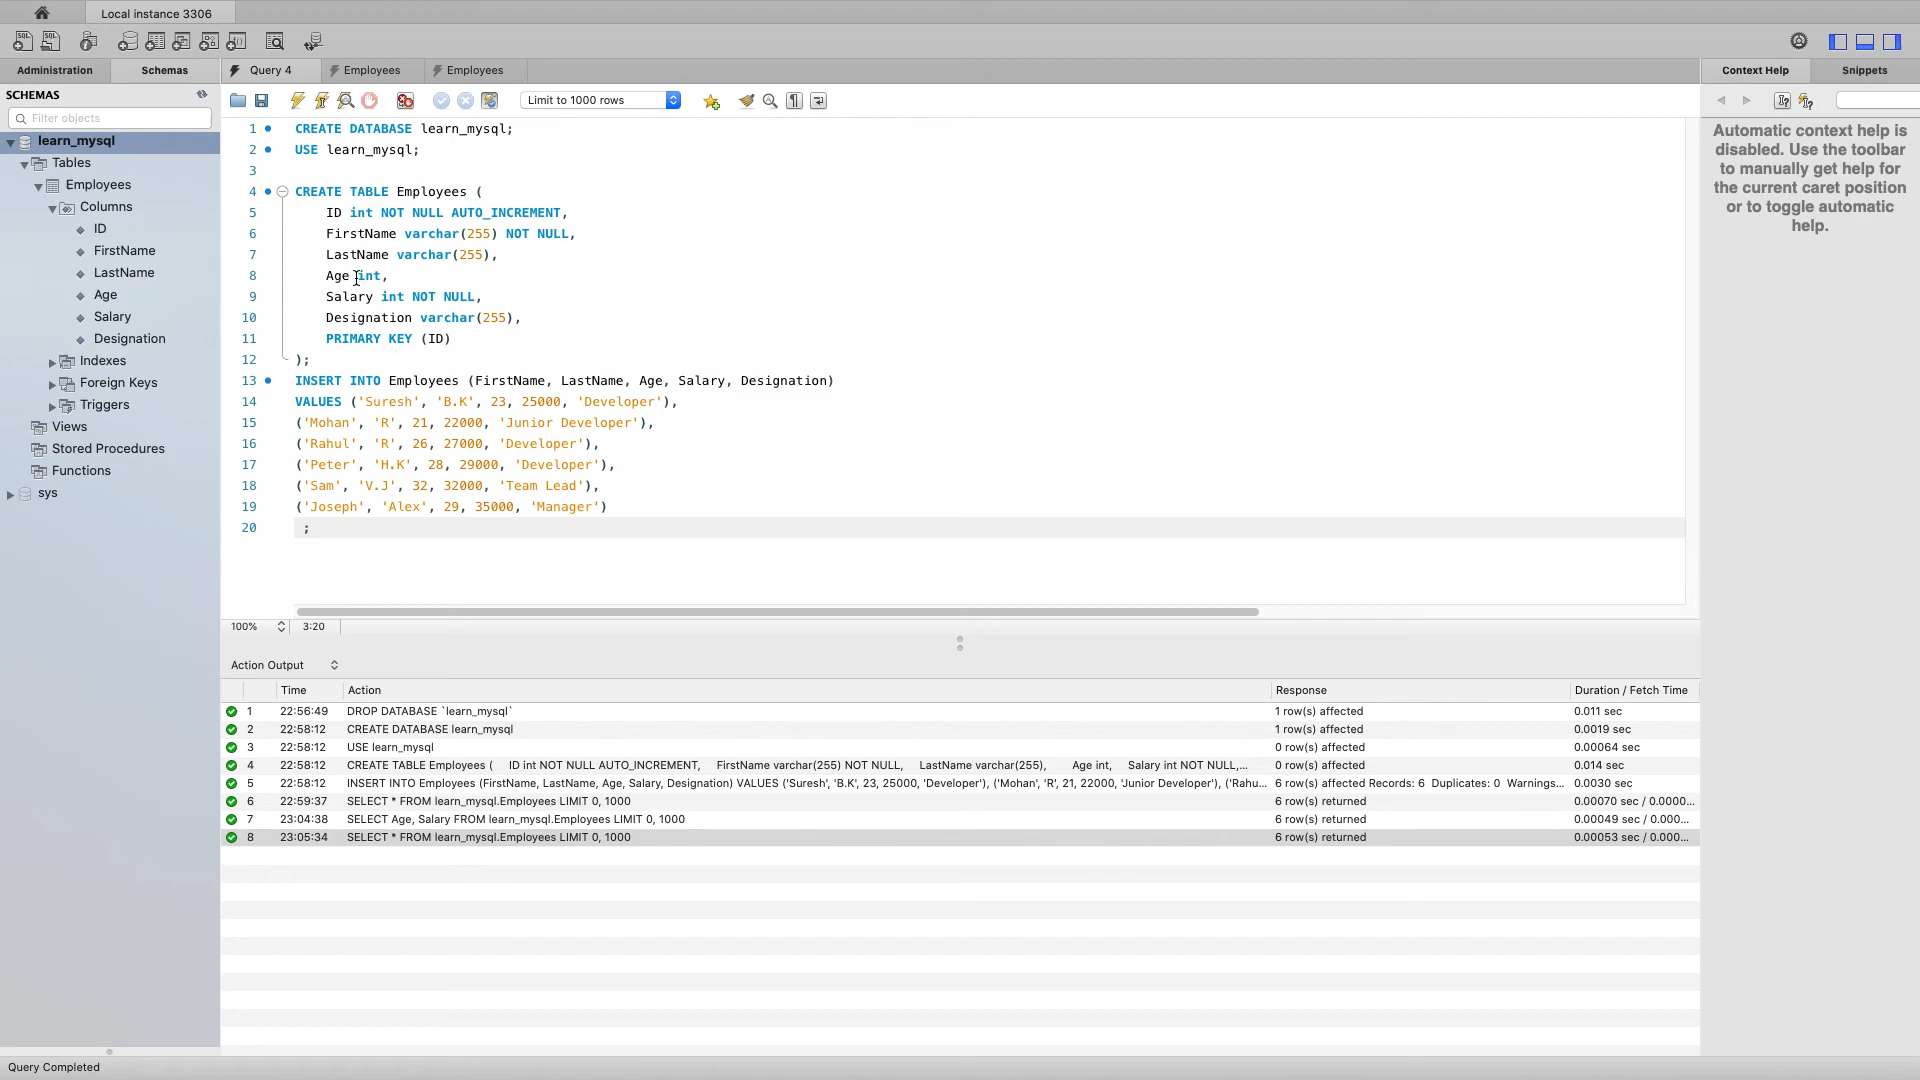 Local instance 3306
Administration
Schemas
Query 4
Employees
Employees
Context Help
Snippets
SCHEMAS
Filter objects
learn_mysql
Tables
Employees
Columns
ID
FirstName
LastName
Age
Salary
Designation
Indexes
Foreign Keys
Triggers
Views
Stored Procedures
Functions
sys
Limit to 1000 rows
1 CREATE DATABASE learn_mysql;
2 USE learn_mysql;
3
4 CREATE TABLE Employees (
5 ID int NOT NULL AUTO_INCREMENT,
6 FirstName varchar(255) NOT NULL,
7 LastName varchar(255),
8 Age int,
9 Salary int NOT NULL,
10 Designation varchar(255),
11 PRIMARY KEY (ID)
12 );
13 INSERT INTO Employees (FirstName, LastName, Age, Salary, Designation)
14 VALUES ('Suresh', 'B.K', 23, 25000, 'Developer'),
15 ('Mohan', 'R', 21, 22000, 'Junior Developer'),
16 ('Rahul', 'R', 26, 27000, 'Developer'),
17 ('Peter', 'H.K', 28, 29000, 'Developer'),
18 ('Sam', 'V.J', 32, 32000, 'Team Lead'),
19 ('Joseph', 'Alex', 29, 35000, 'Manager')
20 ;
Automatic context help is
disabled. Use the toolbar
to manually get help for
the current caret position
or to toggle automatic
help.
100% 3:20
Action Output
Time Action Response Duration / Fetch Time
1 22:56:49 DROP DATABASE `learn_mysql` 1 row(s) affected 0.011 sec
2 22:58:12 CREATE DATABASE learn_mysql 1 row(s) affected 0.0019 sec
3 22:58:12 USE learn_mysql 0 row(s) affected 0.00064 sec
4 22:58:12 CREATE TABLE Employees ( ID int NOT NULL AUTO_INCREMENT, FirstName varchar(255) NOT NULL, LastName varchar(255), Age int, Salary int NOT NULL,... 0 row(s) affected 0.014 sec
5 22:58:12 INSERT INTO Employees (FirstName, LastName, Age, Salary, Designation) VALUES ('Suresh', 'B.K', 23, 25000, 'Developer'), ('Mohan', 'R', 21, 22000, 'Junior Developer'), ('Rahu... 6 row(s) affected Records: 6 Duplicates: 0 Warnings... 0.0030 sec
6 22:59:37 SELECT * FROM learn_mysql.Employees LIMIT 0, 1000 6 row(s) returned 0.00070 sec / 0.0000...
7 23:04:38 SELECT Age, Salary FROM learn_mysql.Employees LIMIT 0, 1000 6 row(s) returned 0.00049 sec / 0.000...
8 23:05:34 SELECT * FROM learn_mysql.Employees LIMIT 0, 1000 6 row(s) returned 0.00053 sec / 0.000...
Query Completed